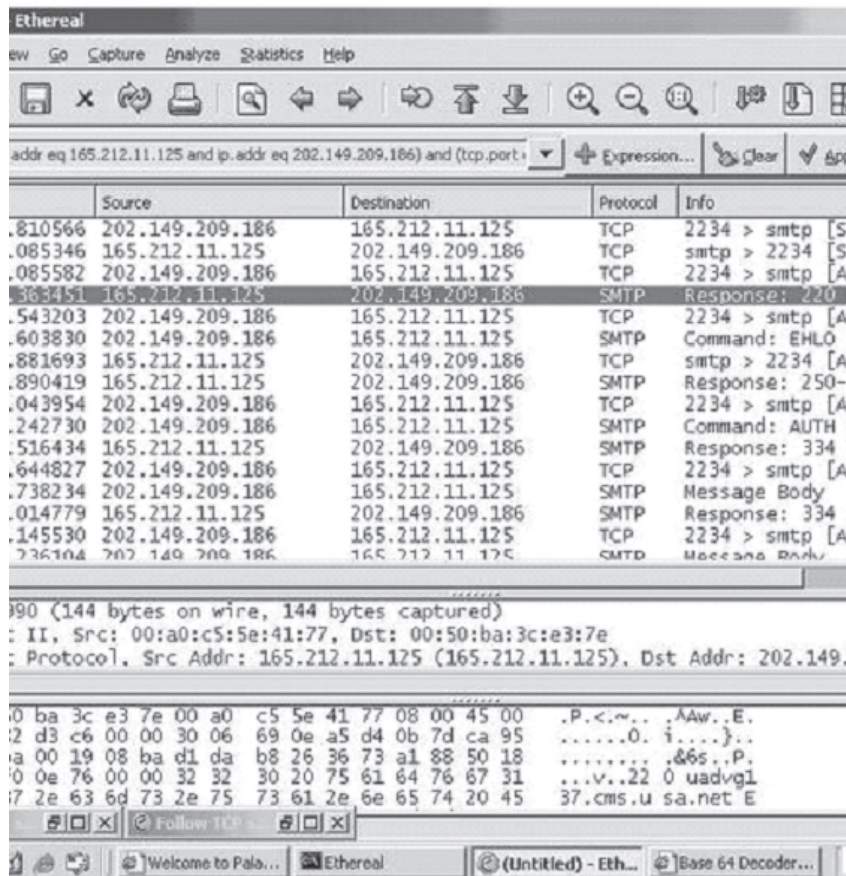 Ethereal
ew Go Capture Analyze Statistics Help
addr eq 165.212.11.125 and ip.addr eq 202.149.209.186) and (tcp.port Expression... Clear App
Source Destination Protocol Info
.810566 202.149.209.186 165.212.11.125 TCP 2234 > smtp [S
.085346 165.212.11.125 202.149.209.186 TCP smtp > 2234 [S
.085582 202.149.209.186 165.212.11.125 TCP 2234 > smtp [A
.363451 165.212.11.125 202.149.209.186 SMTP Response: 220
.543203 202.149.209.186 165.212.11.125 TCP 2234 > smtp [A
.603830 202.149.209.186 165.212.11.125 SMTP Command: EHLO
.881693 165.212.11.125 202.149.209.186 TCP smtp > 2234 [A
.890419 165.212.11.125 202.149.209.186 SMTP Response: 250-
.043954 202.149.209.186 165.212.11.125 TCP 2234 > smtp [A
.242730 202.149.209.186 165.212.11.125 SMTP Command: AUTH
.516434 165.212.11.125 202.149.209.186 SMTP Response: 334
.644827 202.149.209.186 165.212.11.125 TCP 2234 > smtp [A
.738234 202.149.209.186 165.212.11.125 SMTP Message Body
.014779 165.212.11.125 202.149.209.186 SMTP Response: 334
.145530 202.149.209.186 165.212.11.125 TCP 2234 > smtp [A
.236104 202.149.209.186 165.212.11.125 SMTP Message Body
990 (144 bytes on wire, 144 bytes captured)
: II, Src: 00:a0:c5:5e:41:77, Dst: 00:50:ba:3c:e3:7e
: Protocol, Src Addr: 165.212.11.125 (165.212.11.125), Dst Addr: 202.149.
0 ba 3c e3 7e 00 a0 c5 5e 41 77 08 00 45 00 .P.<.~... .^Aw..E.
2 d3 c6 00 00 30 06 69 0e a5 d4 0b 7d ca 95 ......0. i....}..
a 00 19 08 ba d1 da b8 26 36 73 a1 88 50 18 ........ .&6s..P.
0 0e 76 00 00 32 32 30 20 75 61 64 76 67 31 ...v..22 0 uadvg1
7 2e 63 6d 73 2e 75 73 61 2e 6e 65 74 20 45 37.cms.u sa.net E
Follow TCP s...
Welcome to Pala... Ethereal (Untitled) - Eth... Base 64 Decoder...